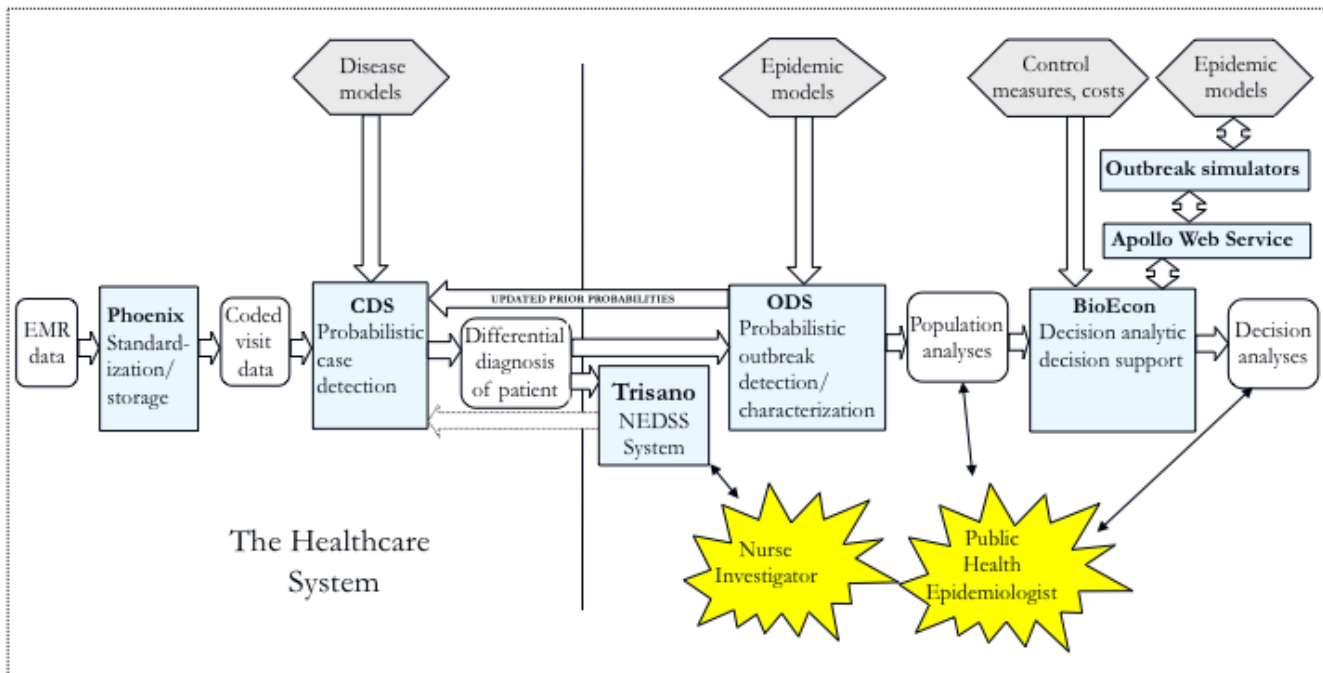 Disease
models
Epidemic
models
Control
measures, costs
Epidemic
models
Outbreak simulators
Apollo Web Service
EMR
data
Phoenix
Standard-
ization/
storage
Coded
visit
data
CDS
Probabilistic
case
detection
UPDATED PRIOR PROBABILITIES
Differential
diagnosis
of patient
Trisano
NEDSS
System
ODS
Probabilistic
outbreak
detection/
characterization
Population
analyses
BioEcon
Decision analytic
decision support
Decision
analyses
The Healthcare
System
Nurse
Investigator
Public
Health
Epidemiologist